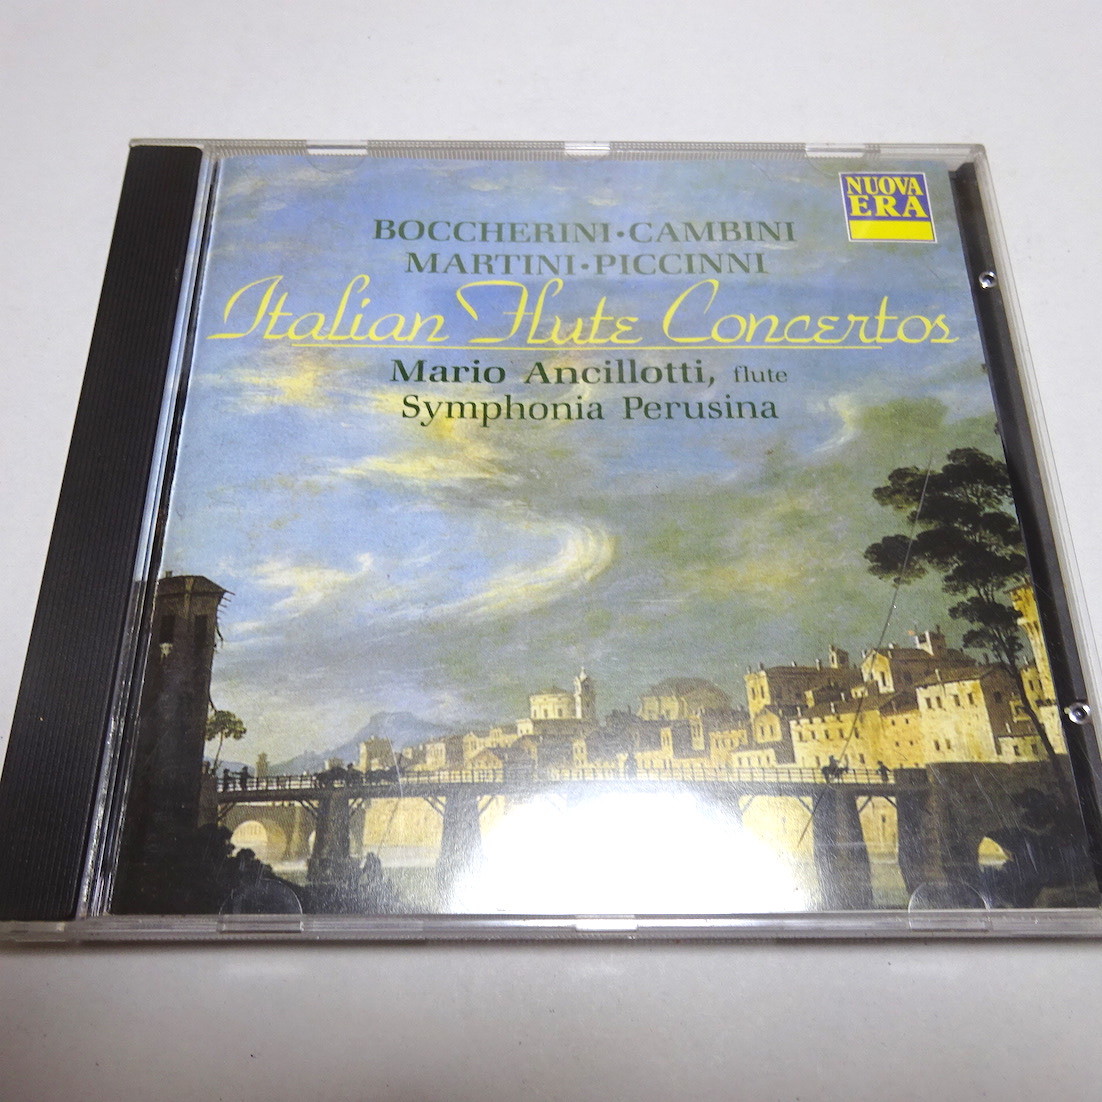 NUOVA
ERA
BOCCHERINI·CAMBINI
MARTINI·PICCINNI
Italian Flute Concertos
Mario Ancillotti, flute
Symphonia Perusina